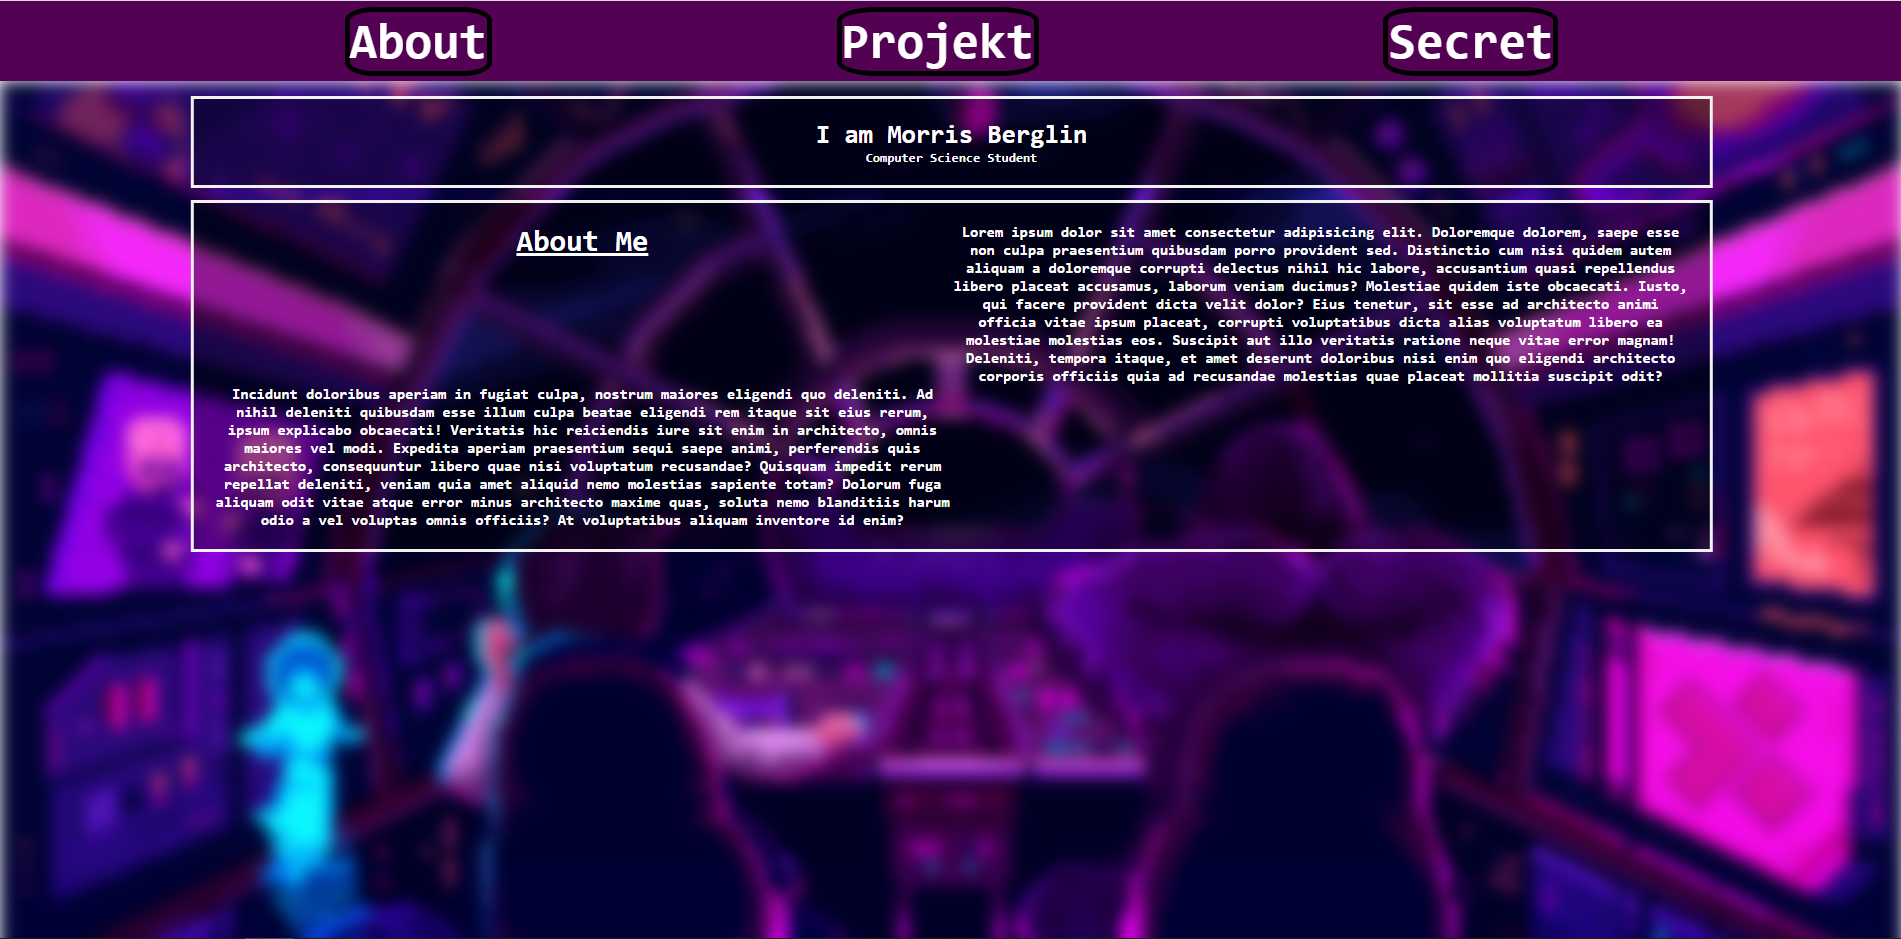 About
Projekt
Secret
I am Morris Berglin
Computer Science Student
About Me
Lorem ipsum dolor sit amet consectetur adipisicing elit. Doloremque dolorem, saepe esse
non culpa praesentium quibusdam porro provident sed. Distinctio cum nisi quidem autem
aliquam a doloremque corrupti delectus nihil hic labore, accusantium quasi repellendus
libero placeat accusamus, laborum veniam ducimus? Molestiae quidem iste obcaecati. Iusto,
qui facere provident dicta velit dolor? Eius tenetur, sit esse ad architecto animi
officia vitae ipsum placeat, corrupti voluptatibus dicta alias voluptatum libero ea
molestiae molestias eos. Suscipit aut illo veritatis ratione neque vitae error magnam!
Deleniti, tempora itaque, et amet deserunt doloribus nisi enim quo eligendi architecto
corporis officiis quia ad recusandae molestias quae placeat mollitia suscipit odit?
Incidunt doloribus aperiam in fugiat culpa, nostrum maiores eligendi quo deleniti. Ad
nihil deleniti quibusdam esse illum culpa beatae eligendi rem itaque sit eius rerum,
ipsum explicabo obcaecati! Veritatis hic reiciendis iure sit enim in architecto, omnis
maiores vel modi. Expedita aperiam praesentium sequi saepe animi, perferendis quis
architecto, consequuntur libero quae nisi voluptatum recusandae? Quisquam impedit rerum
repellat deleniti, veniam quia amet aliquid nemo molestias sapiente totam? Dolorum fuga
aliquam odit vitae atque error minus architecto maxime quas, soluta nemo blanditiis harum
odio a vel voluptas omnis officiis? At voluptatibus aliquam inventore id enim?